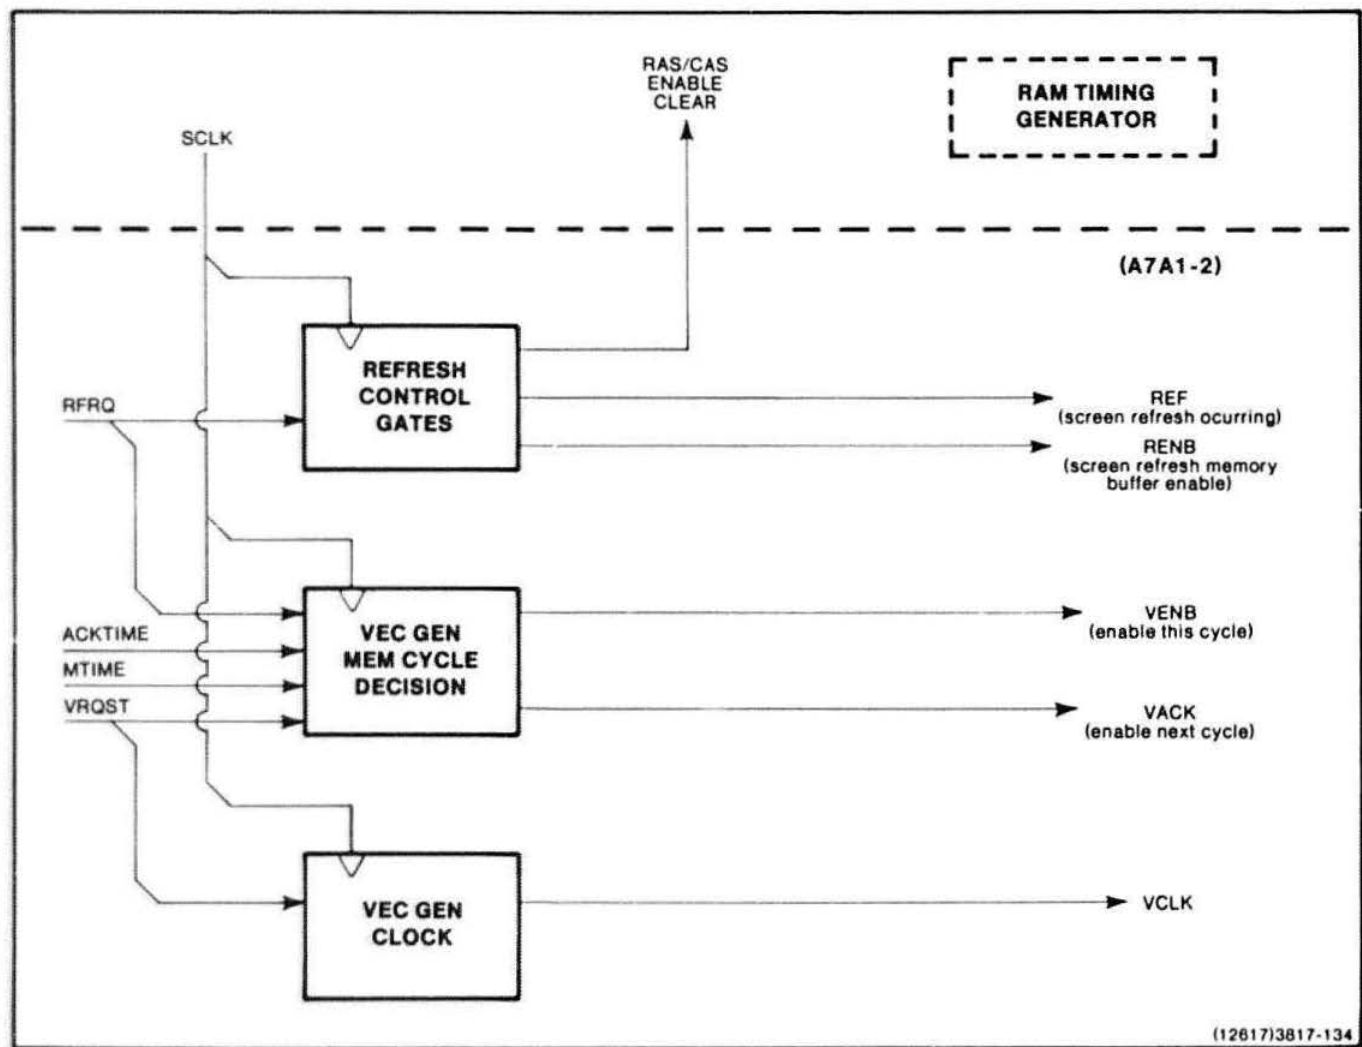 RAS/CAS
ENABLE
CLEAR
RAM TIMING
GENERATOR
SCLK
(A7A1-2)
REFRESH
CONTROL
GATES
RFRQ
REF
(screen refresh ocurring)
RENB
(screen refresh memory
buffer enable)
ACKTIME
MTIME
VRQST
VEC GEN
MEM CYCLE
DECISION
VENB
(enable this cycle)
VACK
(enable next cycle)
VEC GEN
CLOCK
VCLK
(12617)3817-134